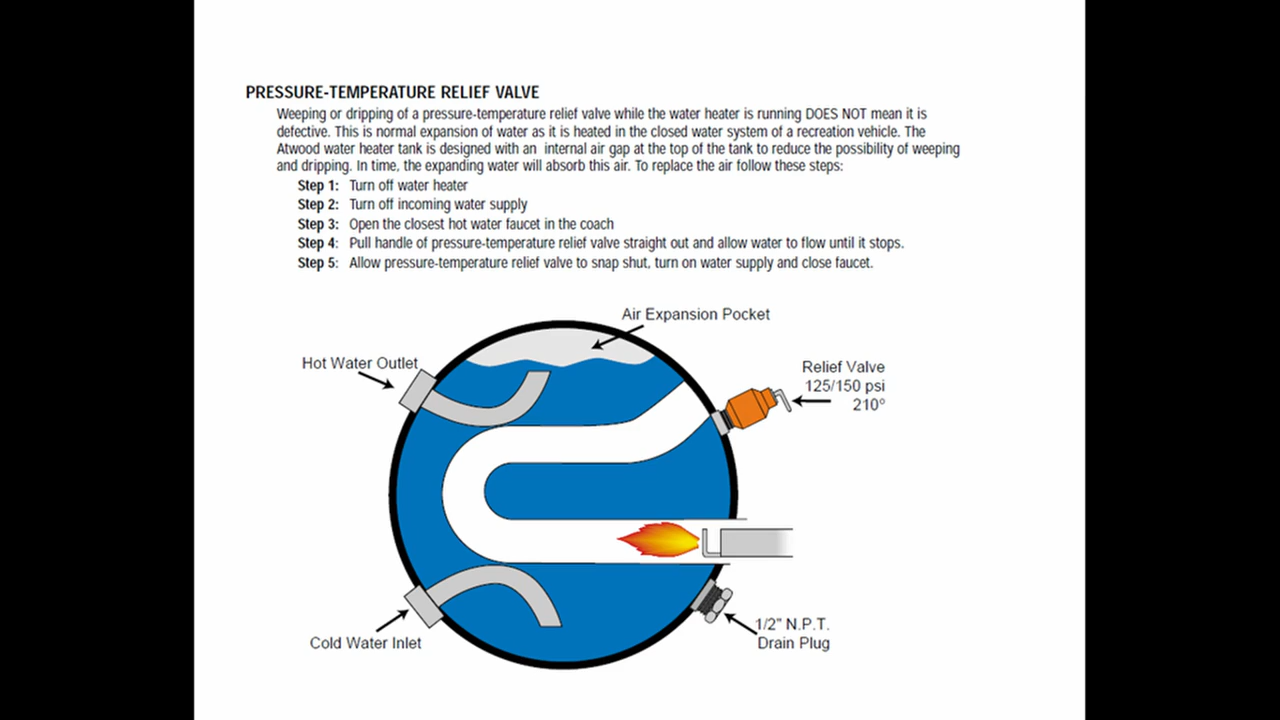 PRESSURE-TEMPERATURE RELIEF VALVE
Weeping or dripping of a pressure-temperature relief valve while the water heater is running DOES NOT mean it is
defective. This is normal expansion of water as it is heated in the closed water system of a recreation vehicle. The
Atwood water heater tank is designed with an internal air gap at the top of the tank to reduce the possibility of weeping
and dripping. In time, the expanding water will absorb this air. To replace the air follow these steps:
Step 1: Turn off water heater
Step 2: Turn off incoming water supply
Step 3: Open the closest hot water faucet in the coach
Step 4: Pull handle of pressure-temperature relief valve straight out and allow water to flow until it stops.
Step 5: Allow pressure-temperature relief valve to snap shut, turn on water supply and close faucet.
Air Expansion Pocket
Hot Water Outlet
Relief Valve
125/150 psi
210°
1/2" N.P.T.
Drain Plug
Cold Water Inlet